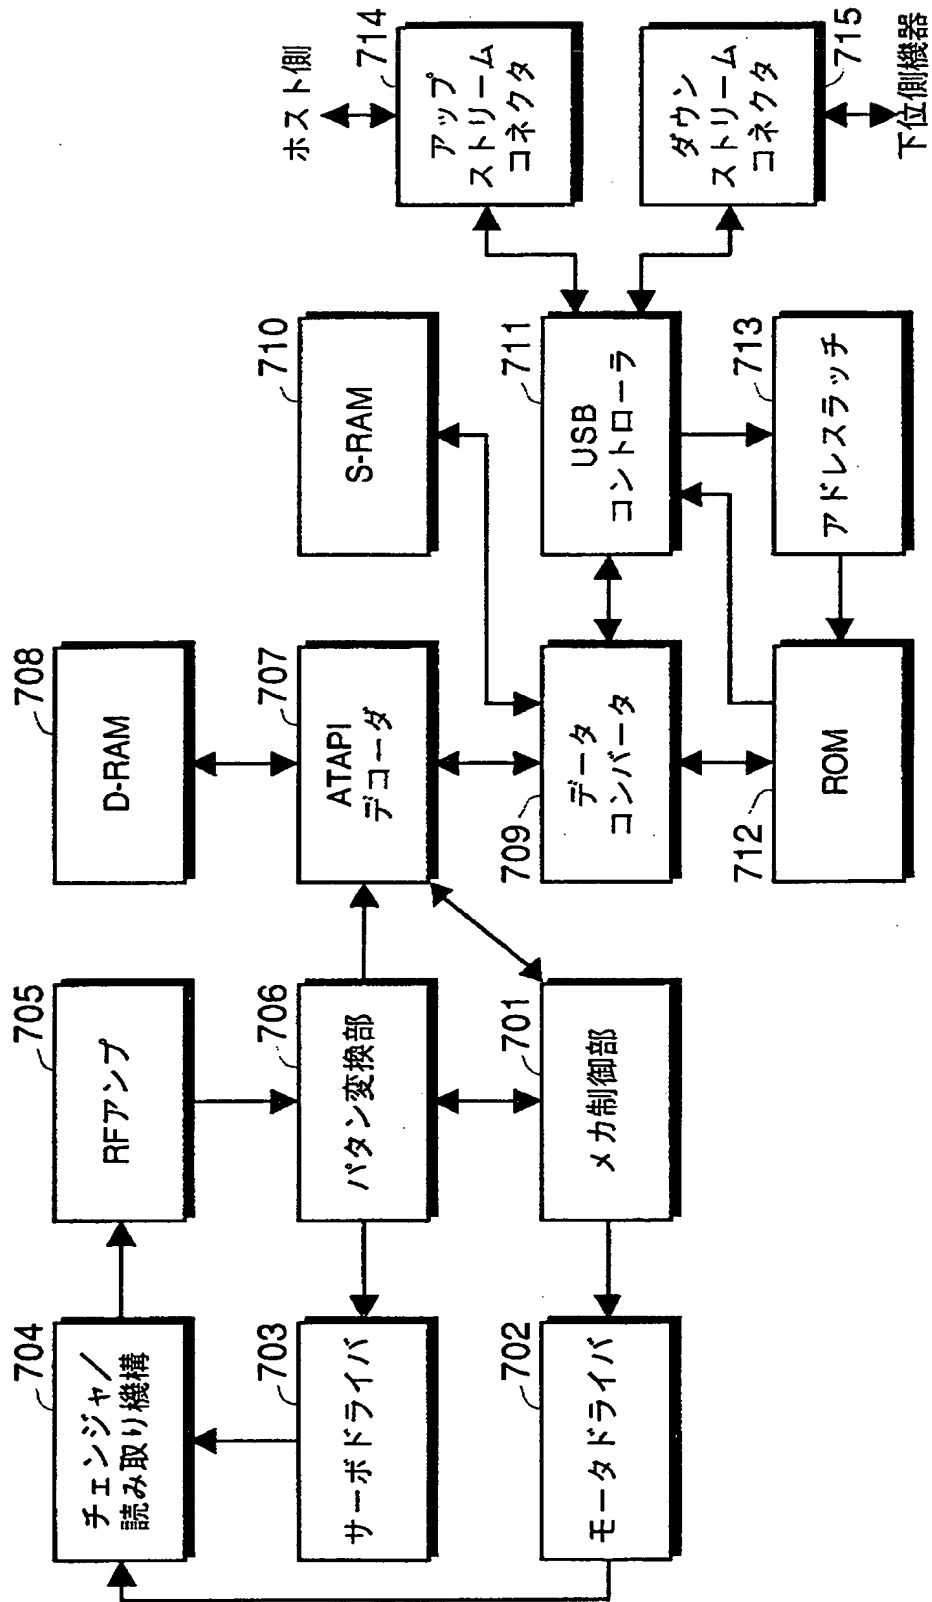 704
チェンジャ／
読み取り機構
705
RFアンプ
708
D-RAM
703
サーボドライバ
706
パタン変換部
707
ATAPI
デコーダ
710
S-RAM
ホスト側
714
アップ
ストリーム
コネクタ
702
モータドライバ
701
メカ制御部
709
データ
コンバータ
711
USB
コントローラ
ダウン
ストリーム
コネクタ
715
下位側機器
712
ROM
713
アドレスラッチ